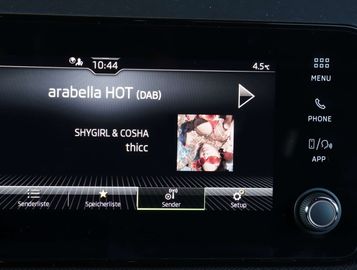 10:44
4.5°C
arabella HOT (DAB)
SHYGIRL & COSHA
thicc
Senderliste
Speicherliste
Sender
Setup
MENU
PHONE
APP